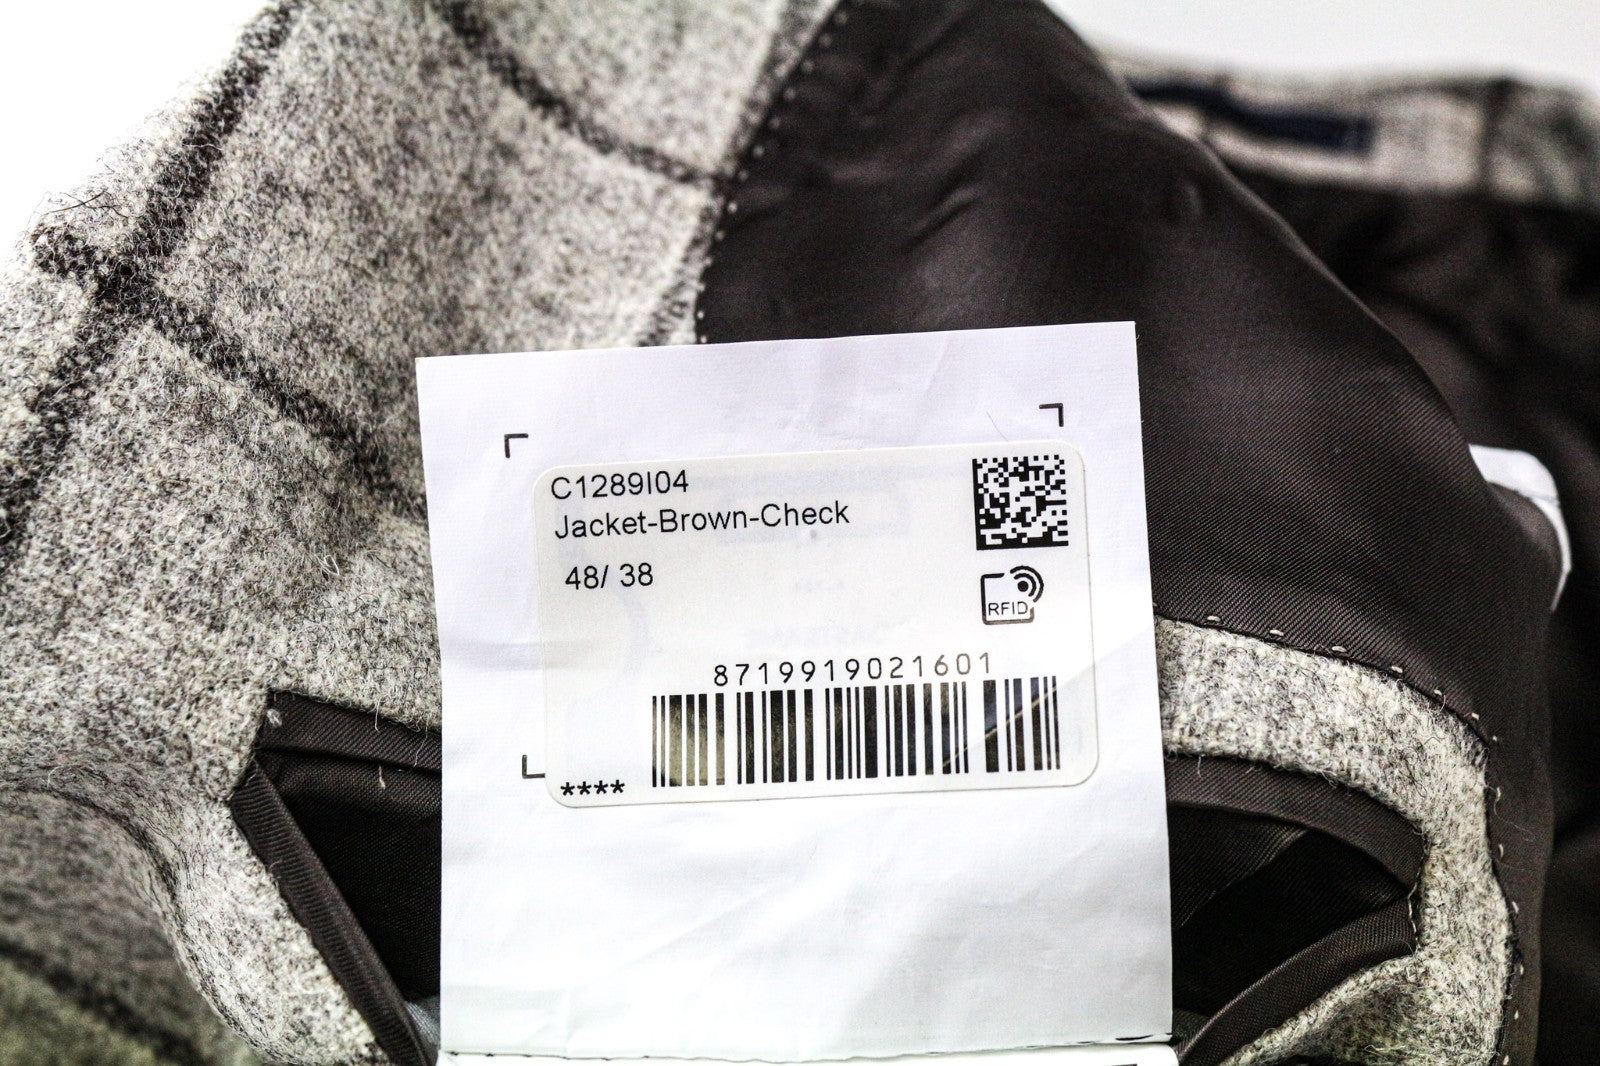 C1289I04
Jacket-Brown-Check
48/ 38
RFID
8719919021601
****